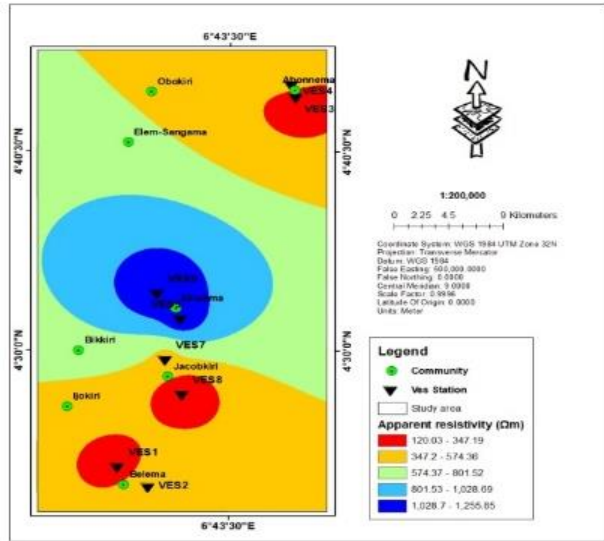 6°43'30"E
Obokiri
Abonnema
VES4
VES3
Elem-Sangama
4°40'30"N
4°40'30"N
N
1:200,000
0 2.25 4.5 9 Kilometers
Coordinate System: WGS 1984 UTM Zone 32N
Projection: Transverse Mercator
Datum: WGS 1984
False Easting: 500,000.0000
False Northing: 0.0000
Central Meridian: 9.0000
Scale Factor: 0.9996
Latitude Of Origin: 0.0000
Units: Meter
Bikkiri
VES7
4°30'0"N
4°30'0"N
Jacobkiri
VES8
Ijokiri
VES1
Belema
VES2
6°43'30"E
Legend
Community
Ves Station
Study area
Apparent resistivity (Ωm)
120.03 - 347.19
347.2 - 574.36
574.37 - 801.52
801.53 - 1,028.69
1,028.7 - 1,255.85